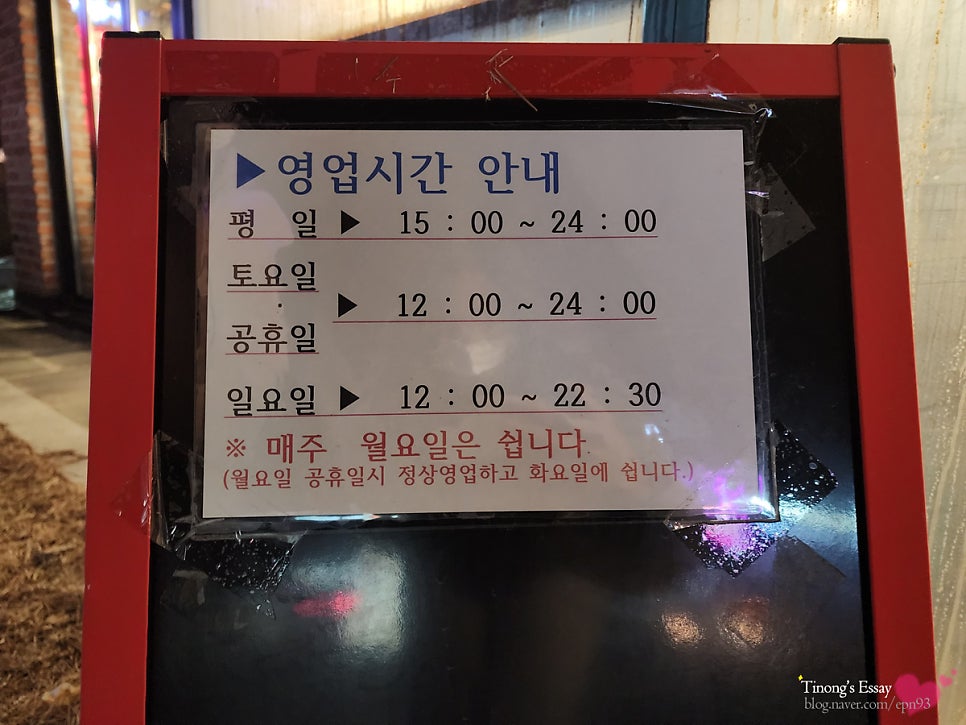 ▶영업시간 안내
평 일 ▶ 15 : 00 ~ 24 : 00
토요일
·
▶ 12 : 00 ~ 24 : 00
공휴일
일요일 ▶ 12 : 00 ~ 22 : 30
※ 매주 월요일은 쉽니다.
(월요일 공휴일시 정상영업하고 화요일에 쉽니다.)
Tinong's Essay
blog.naver.com/epn93